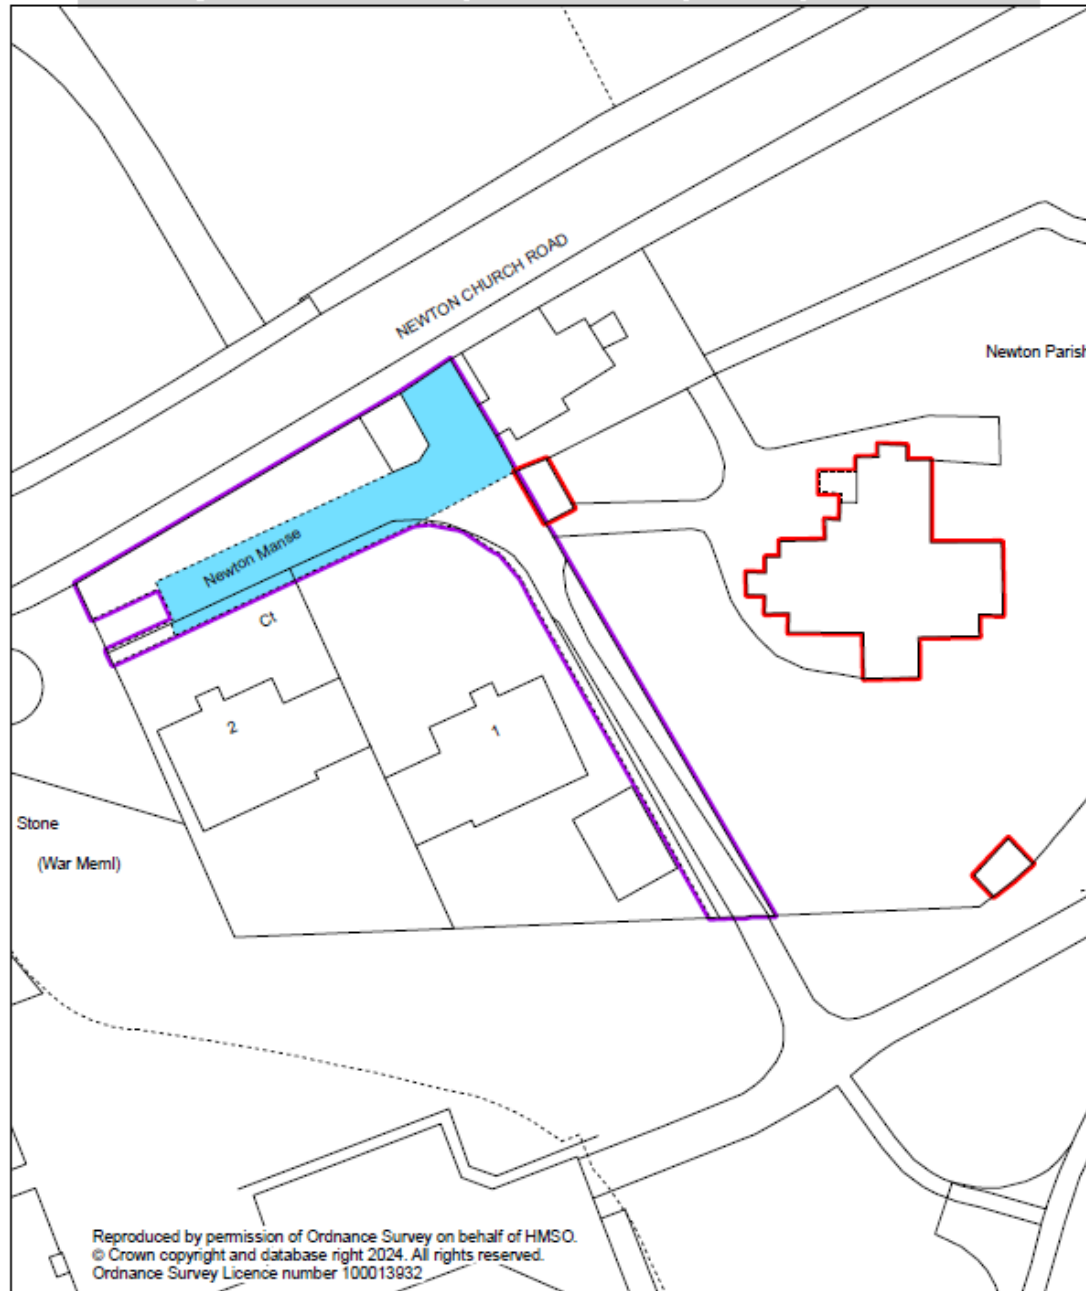 NEWTON CHURCH ROAD
Newton Parish
Newton Manse
Ct
2
1
Stone
(War Meml)
Reproduced by permission of Ordnance Survey on behalf of HMSO.
© Crown copyright and database right 2024. All rights reserved.
Ordnance Survey Licence number 100013932